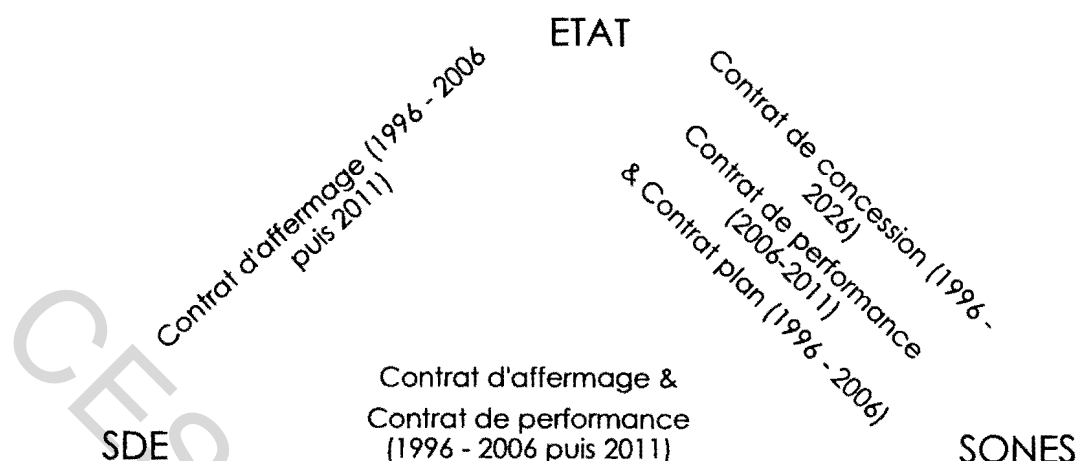 ETAT
Contrat d'affermage (1996 - 2006
puis 2011)
Contrat de concession (1996 -
2026)
Contrat de performance
(2006-2011)
& Contrat plan (1996 - 2006)
Contrat d'affermage &
Contrat de performance
(1996 - 2006 puis 2011)
SDE
SONES